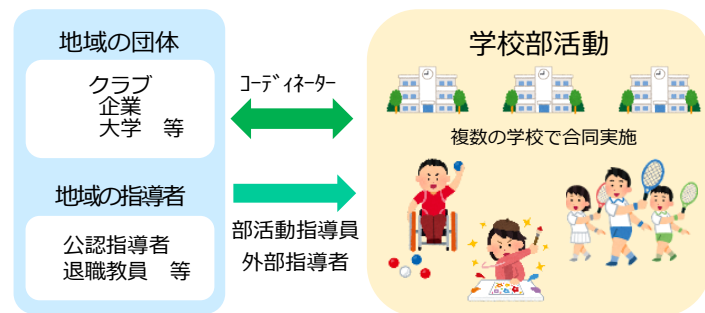 地域の団体
クラブ
企業
大学　等
地域の指導者
公認指導者
退職教員　等
ｺｰﾃﾞｨﾈｰﾀｰ
部活動指導員
外部指導者
学校部活動
複数の学校で合同実施